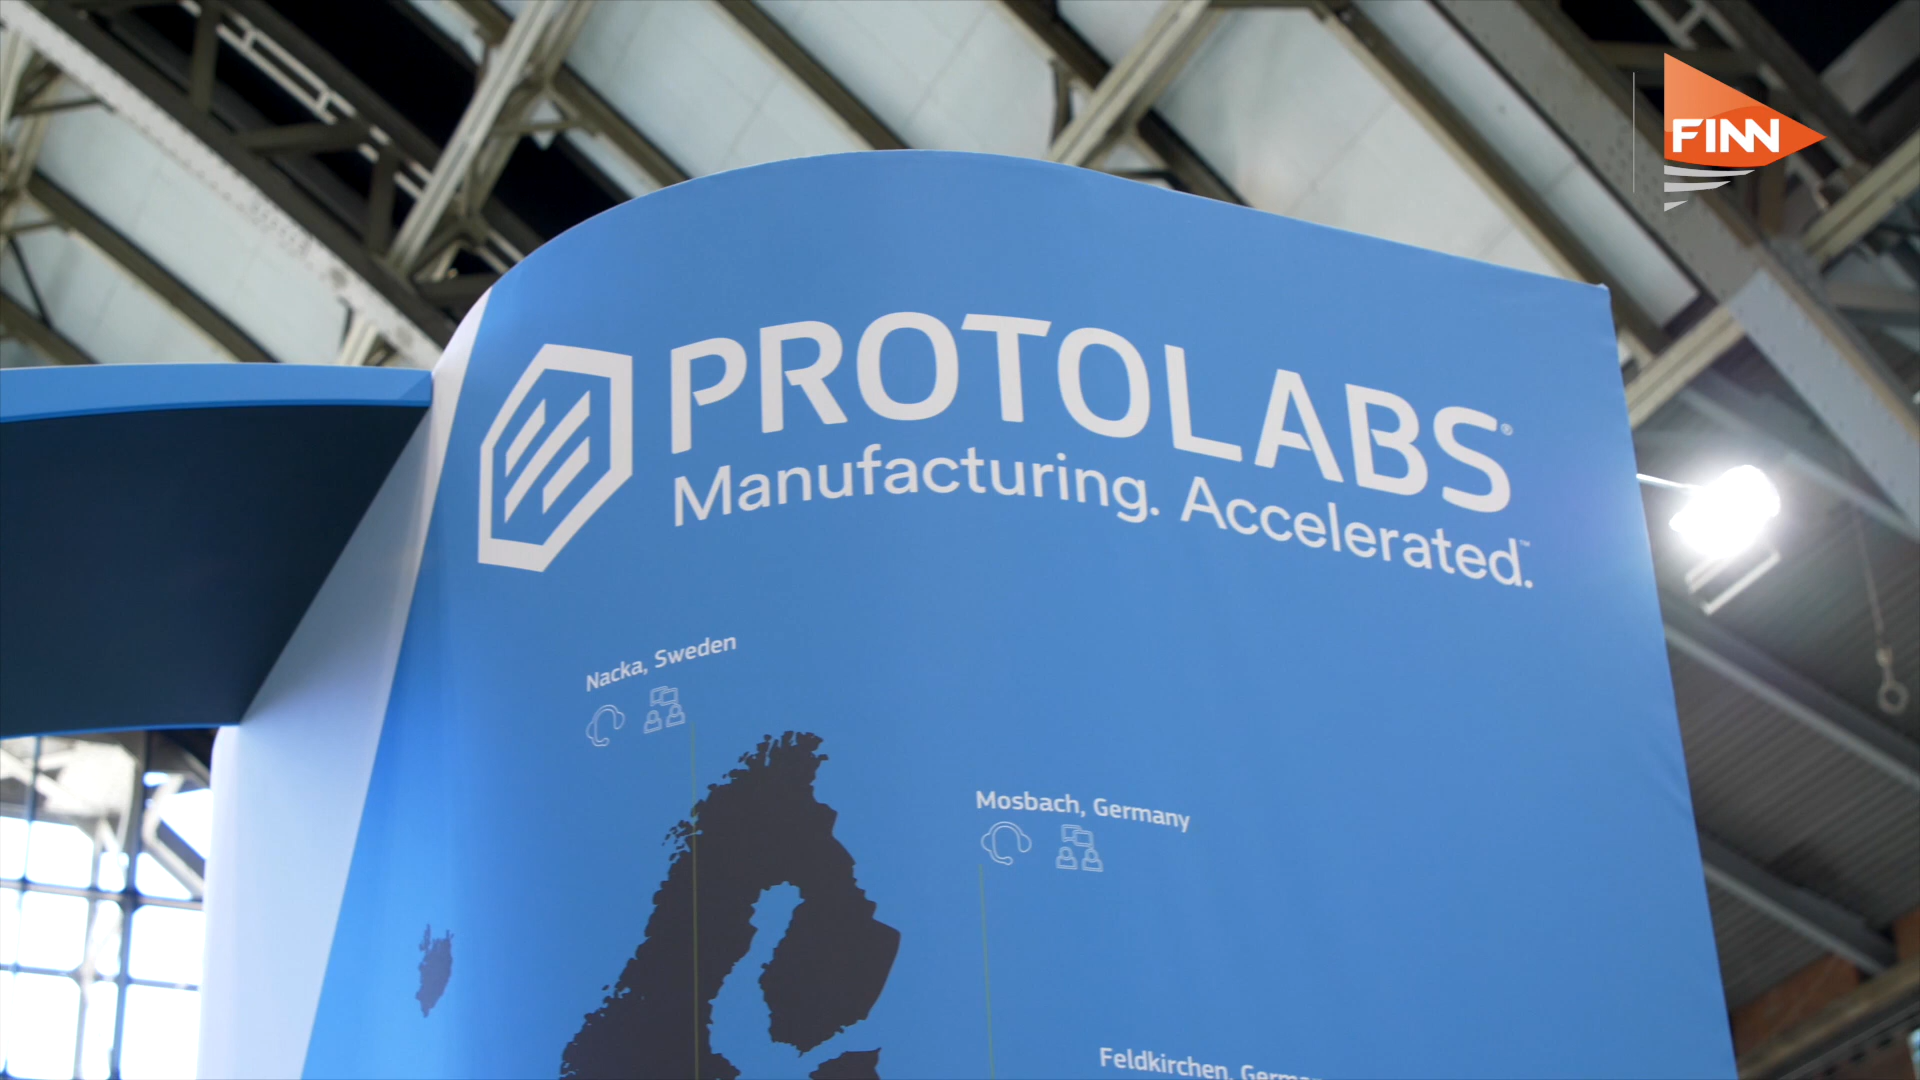 FINN
PROTOLABS®
Manufacturing. Accelerated.™
Nacka, Sweden
Mosbach, Germany
Feldkirchen,